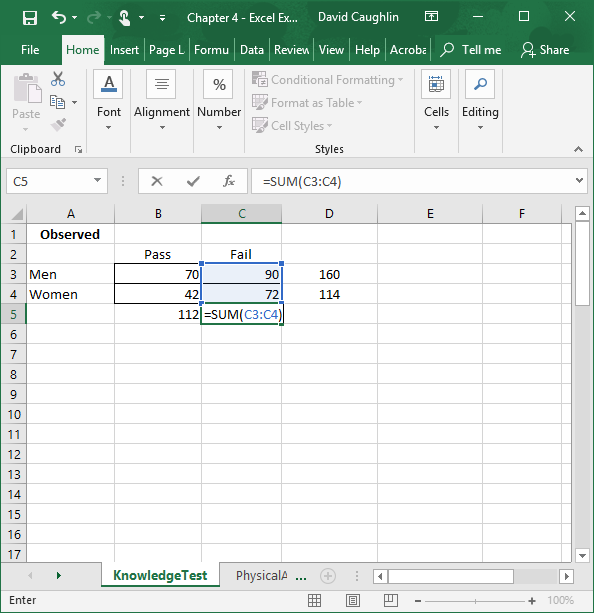 Chapter 4 - Excel Ex... David Caughlin
File Home Insert Page L Formu Data Review View Help Acroba Tell me Share
Paste
Clipboard
A
Font
Alignment
%
Number
Conditional Formatting
Format as Table
Cell Styles
Styles
Cells
Editing
C5 fx =SUM(C3:C4)
A B C D E F
1 Observed
2 Pass Fail
3 Men 70 90 160
4 Women 42 72 114
5 112 =SUM(C3:C4)
6
7
8
9
10
11
12
13
14
15
16
17
KnowledgeTest PhysicalA ...
Enter 100%